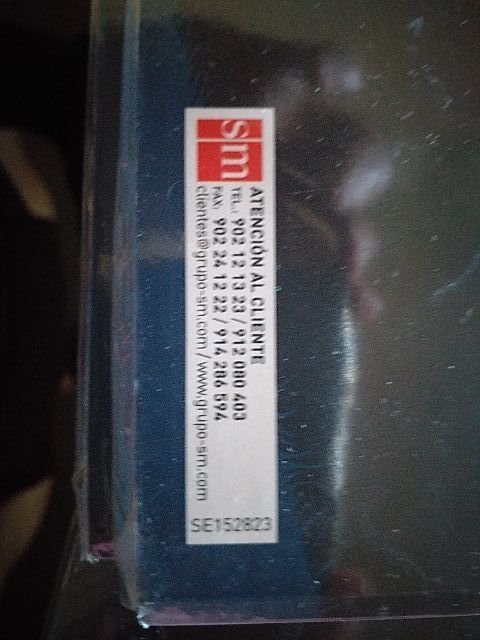 sm
ATENCIÓN AL CLIENTE
TEL.: 902 12 13 23 / 912 080 403
FAX: 902 24 12 22 / 914 286 594
clientes@grupo-sm.com / www.grupo-sm.com
SE152823